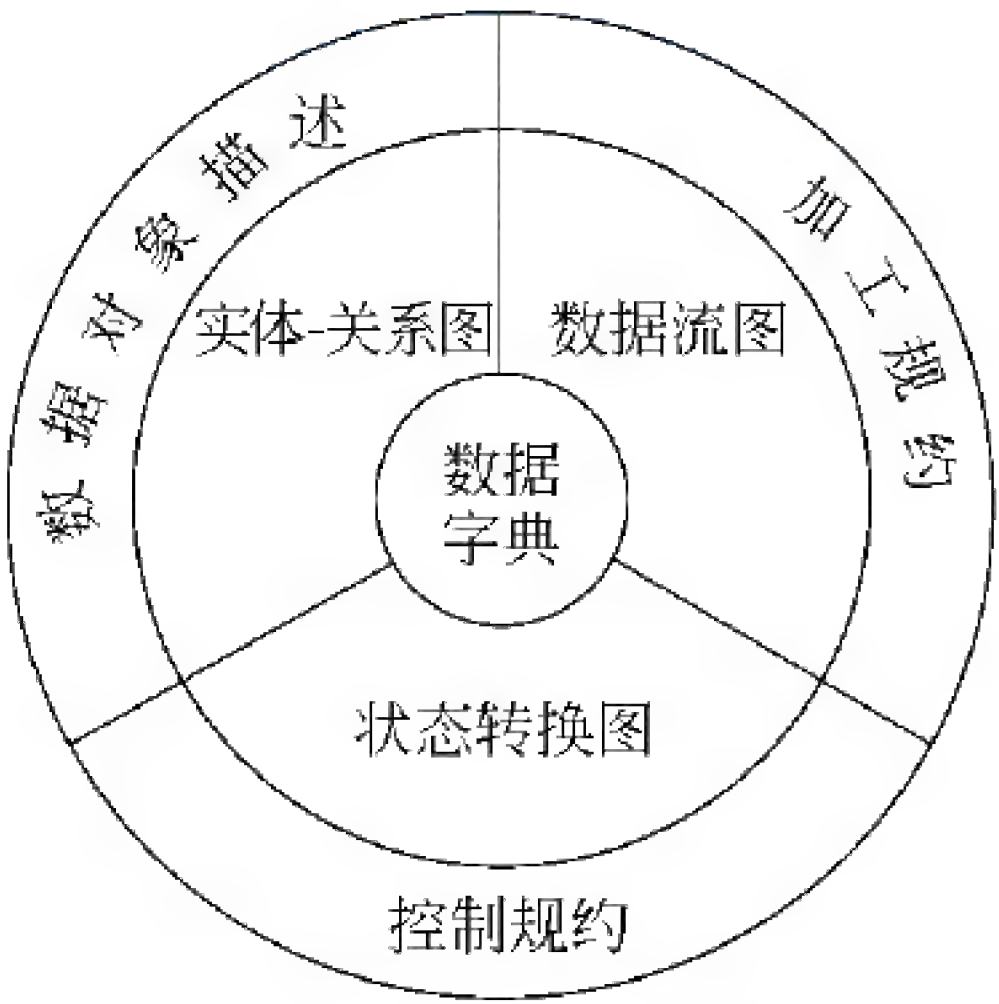 数据对象描述
加工规约
实体-关系图
数据流图
数据
字典
状态转换图
控制规约